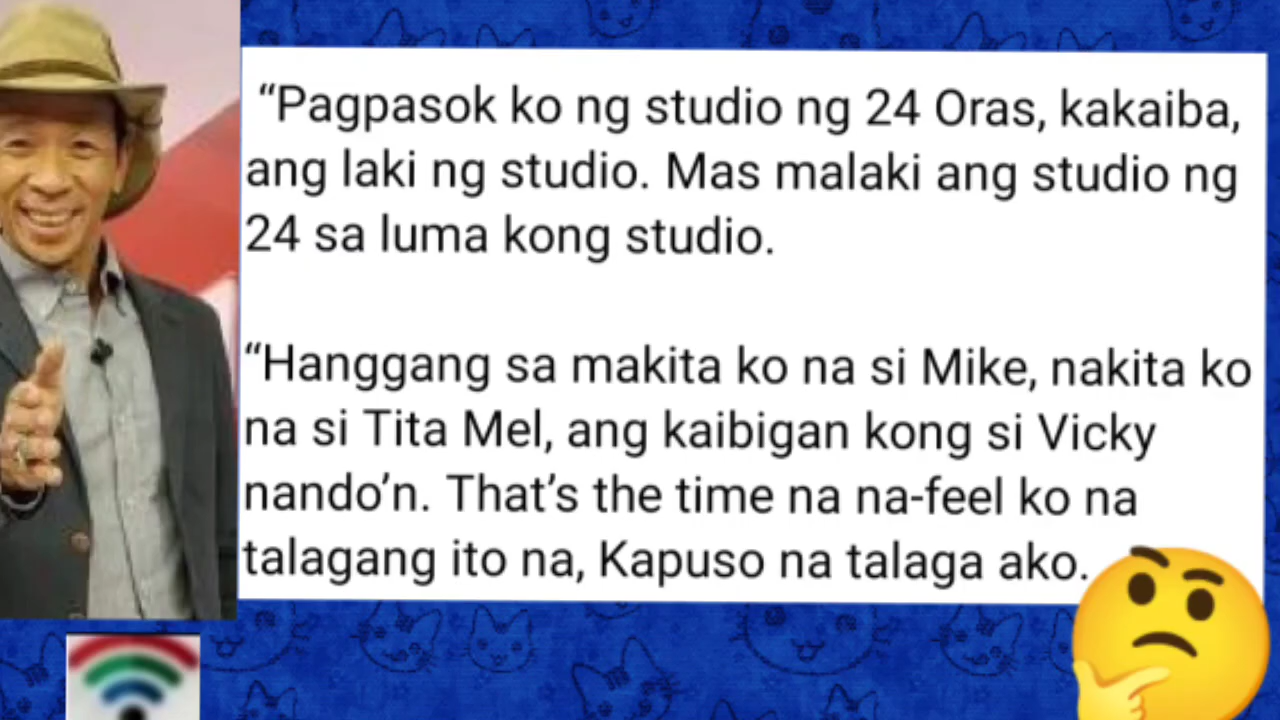 “Pagpasok ko ng studio ng 24 Oras, kakaiba,
ang laki ng studio. Mas malaki ang studio ng
24 sa luma kong studio.
“Hanggang sa makita ko na si Mike, nakita ko
na si Tita Mel, ang kaibigan kong si Vicky
nando’n. That’s the time na na-feel ko na
talagang ito na, Kapuso na talaga ako.